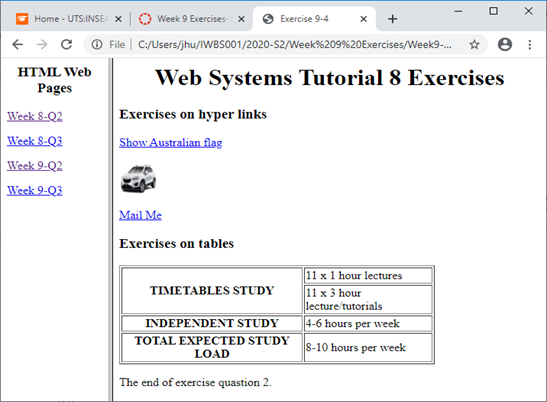 Home - UTS:INSEA
Week 9 Exercises-
Exercise 9-4
File
C:/Users/jhu/IWBS001/2020-S2/Week%209%20Exercises/Week9-...
HTML Web
Pages
Week 8-Q2
Week 8-Q3
Week 9-Q2
Week 9-Q3
Web Systems Tutorial 8 Exercises
Exercises on hyper links
Show Australian flag
Mail Me
Exercises on tables
TIMETABLES STUDY
11 x 1 hour lectures
11 x 3 hour
lecture/tutorials
INDEPENDENT STUDY
4-6 hours per week
TOTAL EXPECTED STUDY
LOAD
8-10 hours per week
The end of exercise quastion 2.